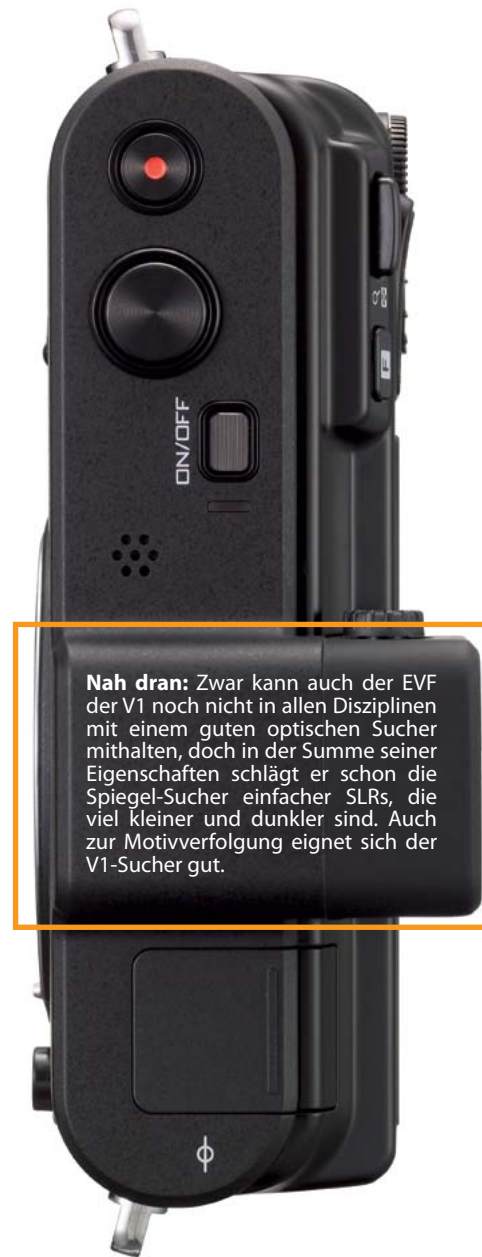 ON/OFF
F
Nah dran: Zwar kann auch der EVF
der V1 noch nicht in allen Disziplinen
mit einem guten optischen Sucher
mithalten, doch in der Summe seiner
Eigenschaften schlägt er schon die
Spiegel-Sucher einfacher SLRs, die
viel kleiner und dunkler sind. Auch
zur Motivverfolgung eignet sich der
V1-Sucher gut.